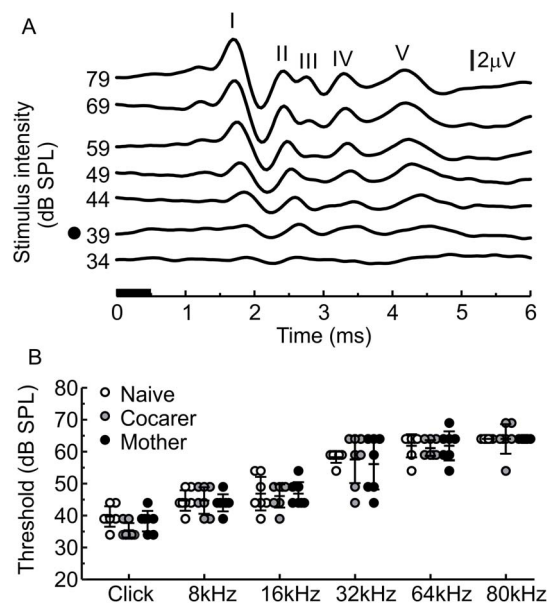 A
I
II
III
IV
V
2μV
79
69
59
49
44
39
34
Stimulus intensity
(dB SPL)
0
1
2
3
4
5
6
Time (ms)
B
Naive
Cocarer
Mother
80
70
60
50
40
30
20
Threshold (dB SPL)
Click
8kHz
16kHz
32kHz
64kHz
80kHz